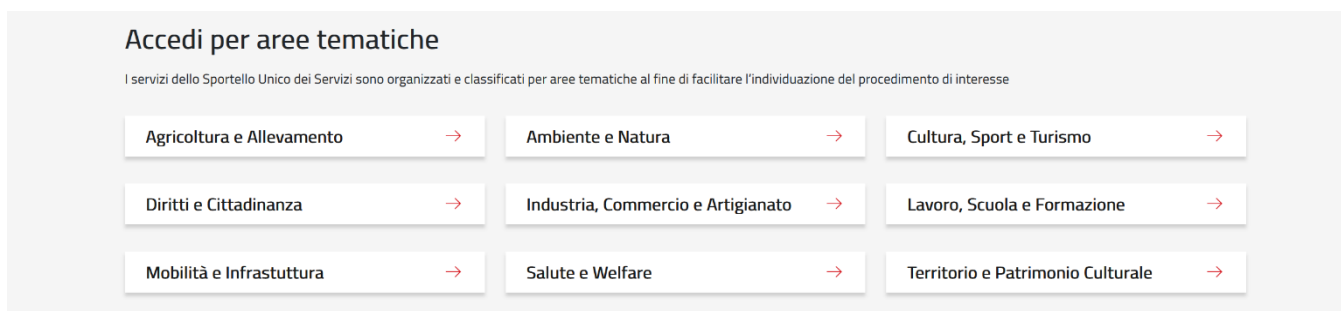 Accedi per aree tematiche
I servizi dello Sportello Unico dei Servizi sono organizzati e classificati per aree tematiche al fine di facilitare l'individuazione del procedimento di interesse
Agricoltura e Allevamento
Ambiente e Natura
Cultura, Sport e Turismo
Diritti e Cittadinanza
Industria, Commercio e Artigianato
Lavoro, Scuola e Formazione
Mobilità e Infrastuttura
Salute e Welfare
Territorio e Patrimonio Culturale